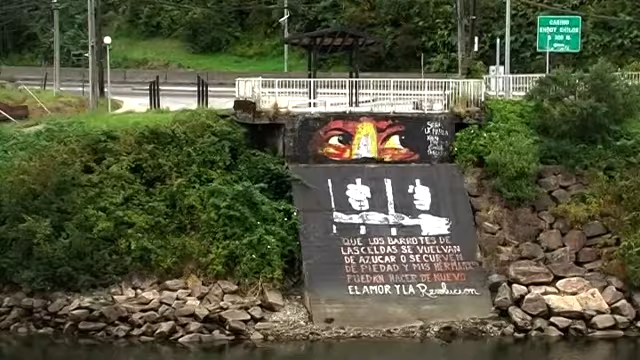 CASINO
ENJOY CHILOE
QUE LOS BARROTES DE
LAS CELDAS SE VUELVAN
DE AZUCAR O SE CURVEN
DE PIEDAD Y MIS HERMANOS
PUEDAN HACER DE NUEVO
EL AMOR Y LA Revolucion